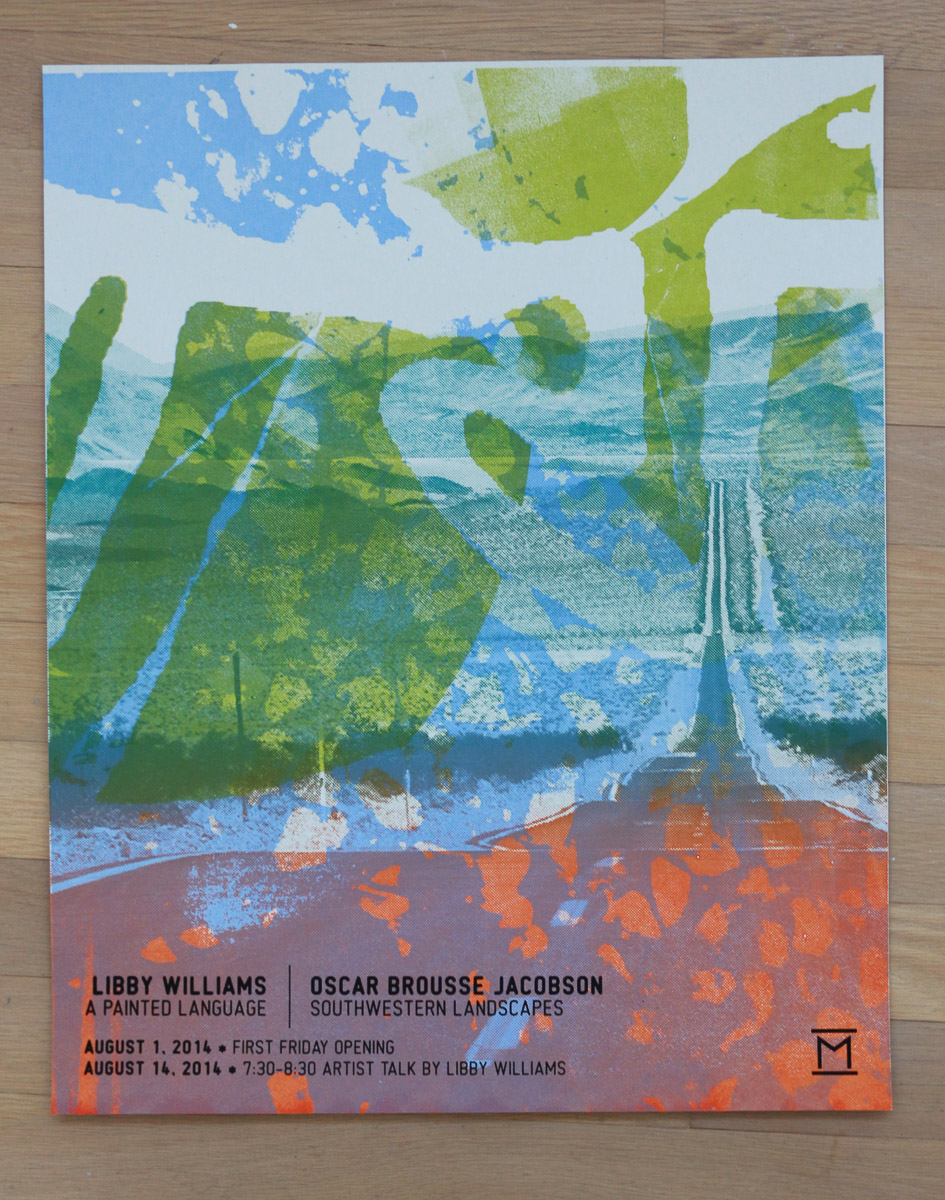 LIBBY WILLIAMS
A PAINTED LANGUAGE
OSCAR BROUSSE JACOBSON
SOUTHWESTERN LANDSCAPES
AUGUST 1, 2014 * FIRST FRIDAY OPENING
AUGUST 14, 2014 * 7:30-8:30 ARTIST TALK BY LIBBY WILLIAMS
M